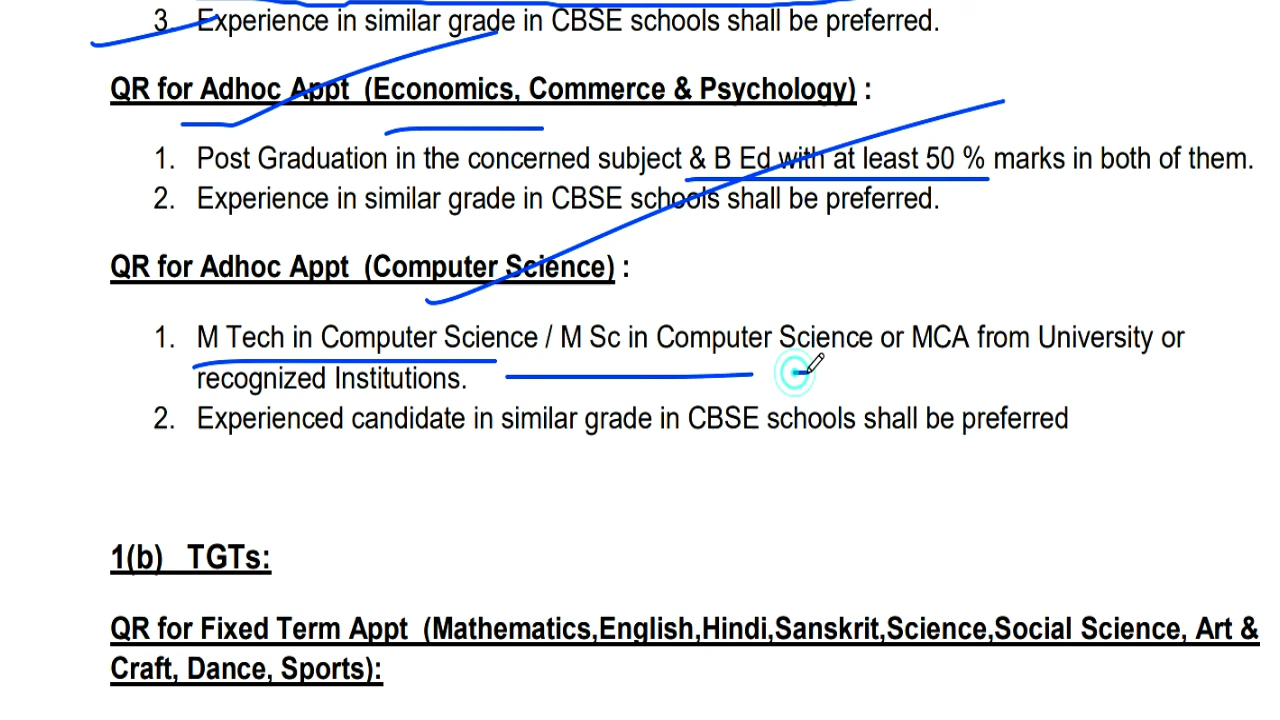 3. Experience in similar grade in CBSE schools shall be preferred.
QR for Adhoc Appt (Economics, Commerce & Psychology) :
1. Post Graduation in the concerned subject & B Ed with at least 50 % marks in both of them.
2. Experience in similar grade in CBSE schools shall be preferred.
QR for Adhoc Appt (Computer Science) :
1. M Tech in Computer Science / M Sc in Computer Science or MCA from University or
recognized Institutions.
2. Experienced candidate in similar grade in CBSE schools shall be preferred
1(b) TGTs:
QR for Fixed Term Appt (Mathematics,English,Hindi,Sanskrit,Science,Social Science, Art &
Craft, Dance, Sports):